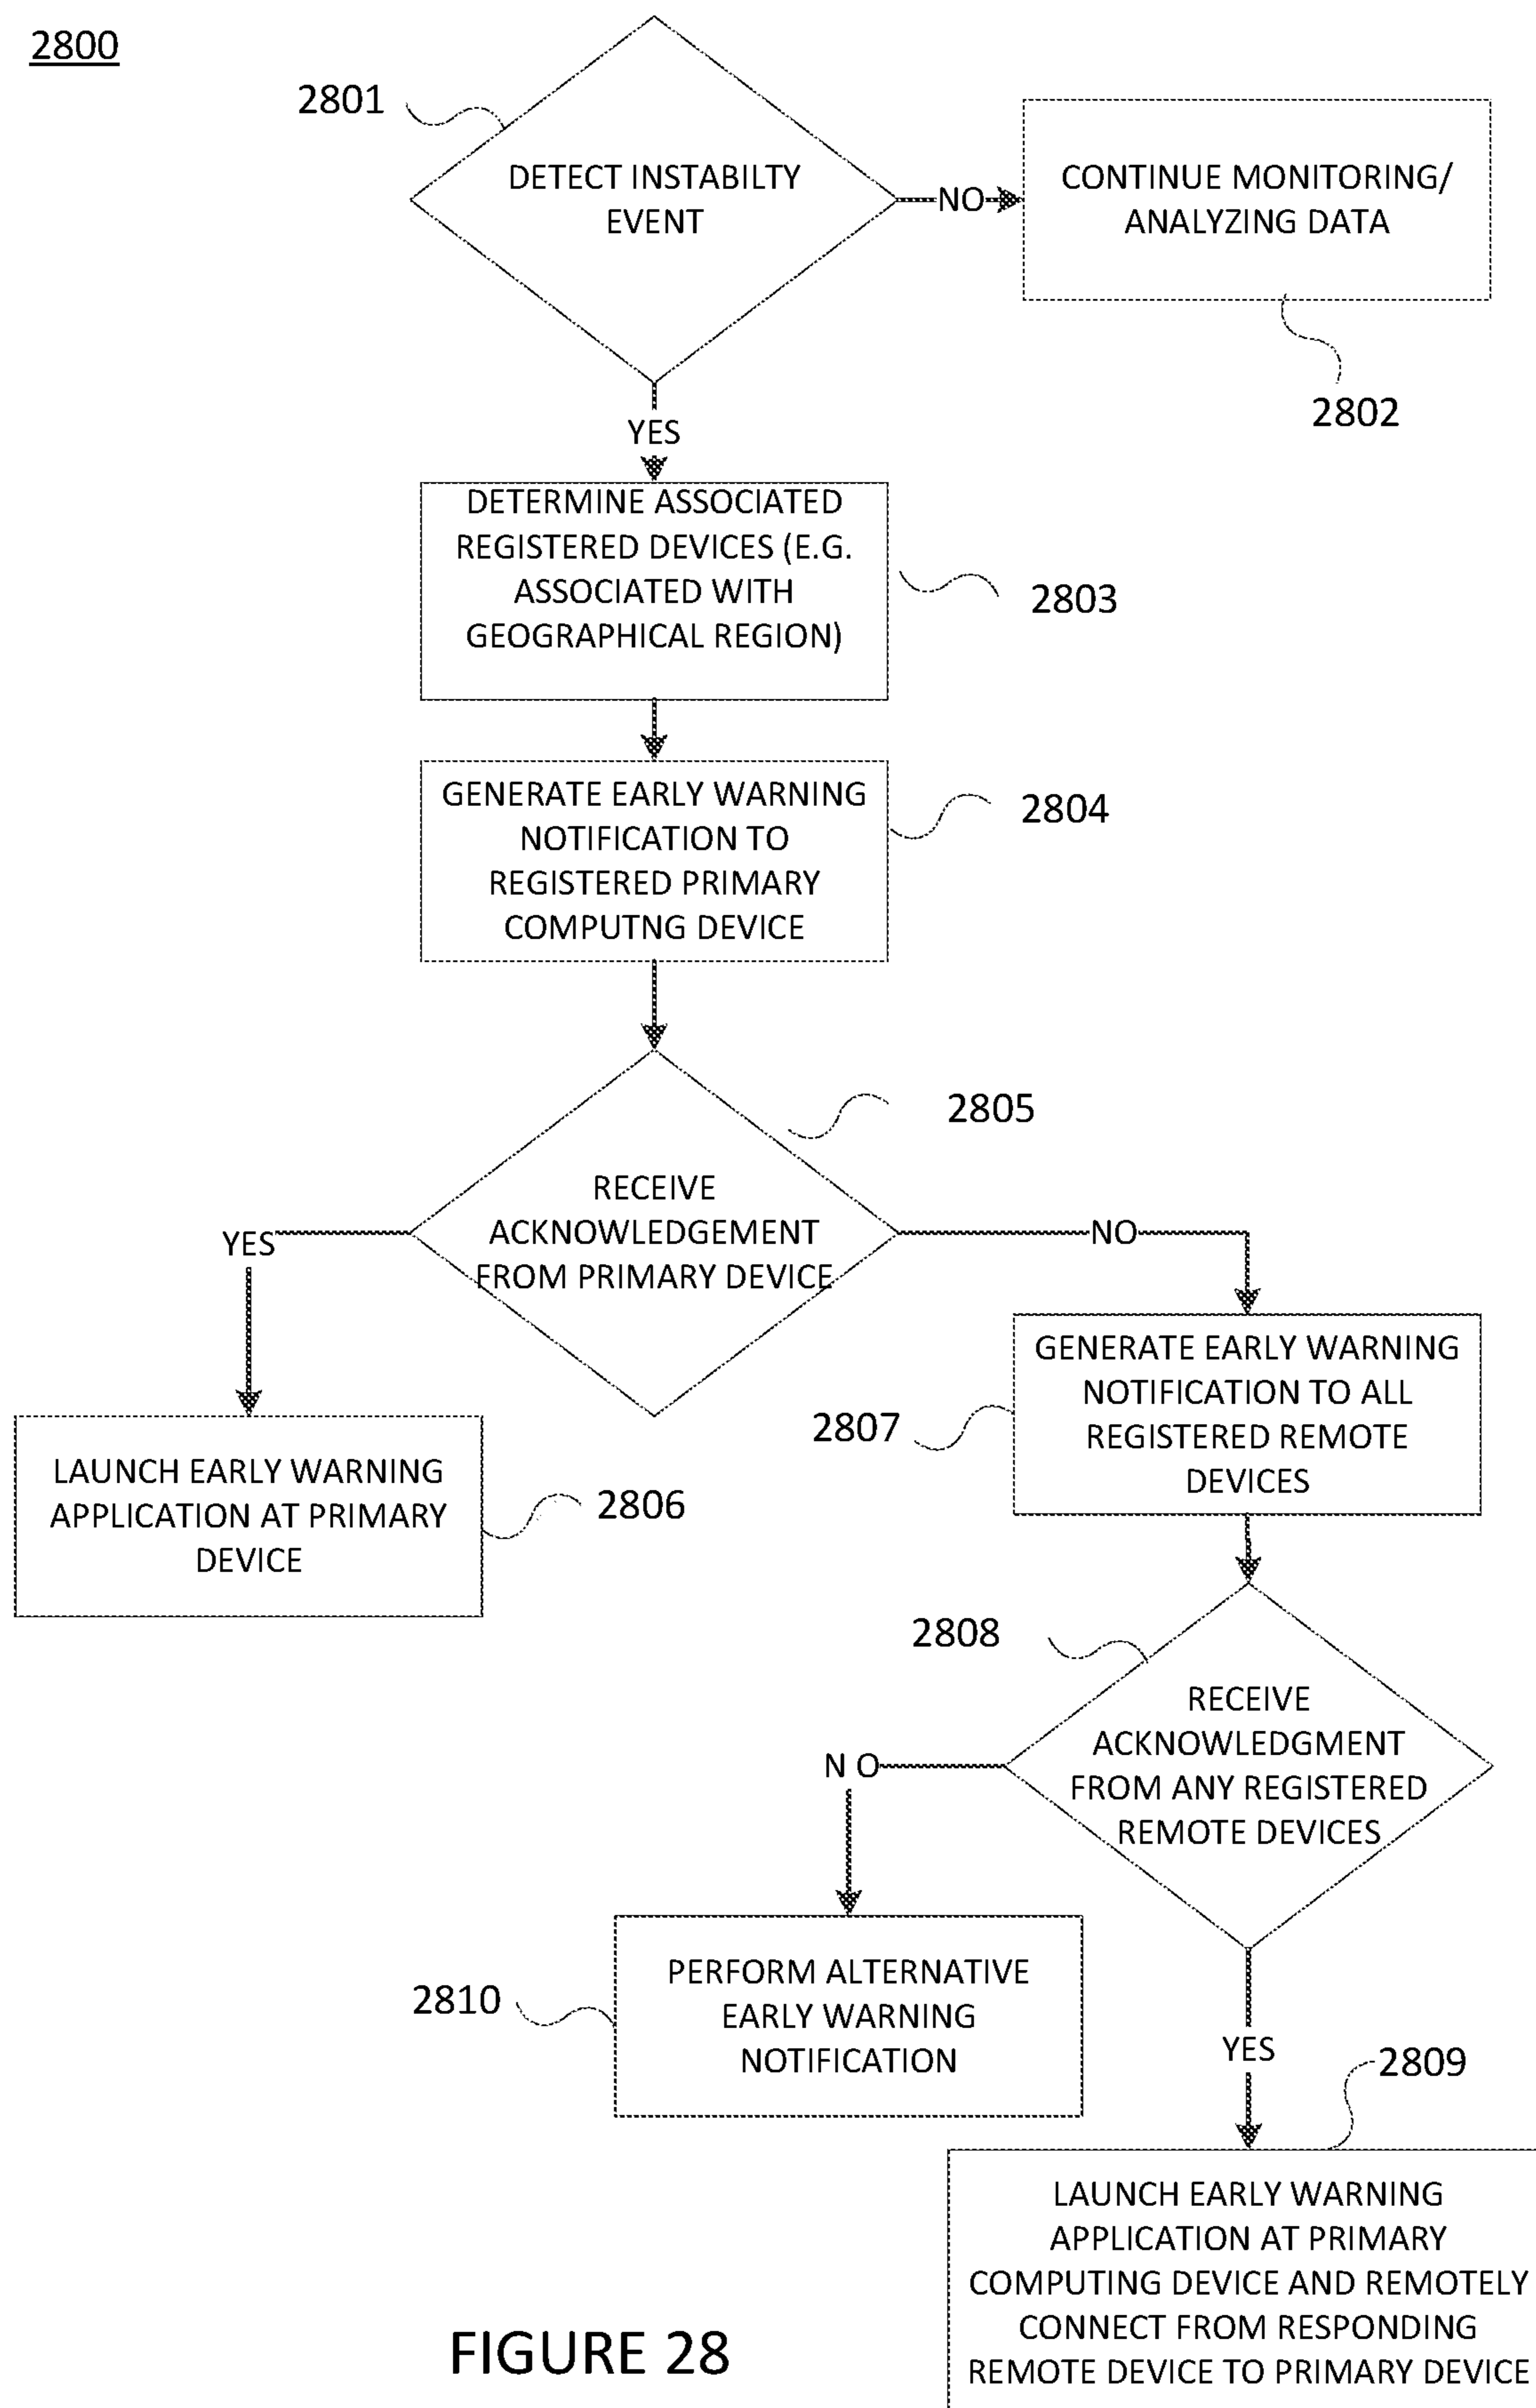 2800
2801
DETECT INSTABILTY
EVENT
NO
CONTINUE MONITORING/
ANALYZING DATA
2802
YES
DETERMINE ASSOCIATED
REGISTERED DEVICES (E.G.
ASSOCIATED WITH
GEOGRAPHICAL REGION)
2803
GENERATE EARLY WARNING
NOTIFICATION TO
REGISTERED PRIMARY
COMPUTNG DEVICE
2804
2805
RECEIVE
ACKNOWLEDGEMENT
FROM PRIMARY DEVICE
YES
NO
LAUNCH EARLY WARNING
APPLICATION AT PRIMARY
DEVICE
2806
GENERATE EARLY WARNING
NOTIFICATION TO ALL
REGISTERED REMOTE
DEVICES
2807
2808
RECEIVE
ACKNOWLEDGMENT
FROM ANY REGISTERED
REMOTE DEVICES
N O
PERFORM ALTERNATIVE
EARLY WARNING
NOTIFICATION
2810
YES
2809
LAUNCH EARLY WARNING
APPLICATION AT PRIMARY
COMPUTING DEVICE AND REMOTELY
CONNECT FROM RESPONDING
REMOTE DEVICE TO PRIMARY DEVICE
FIGURE 28